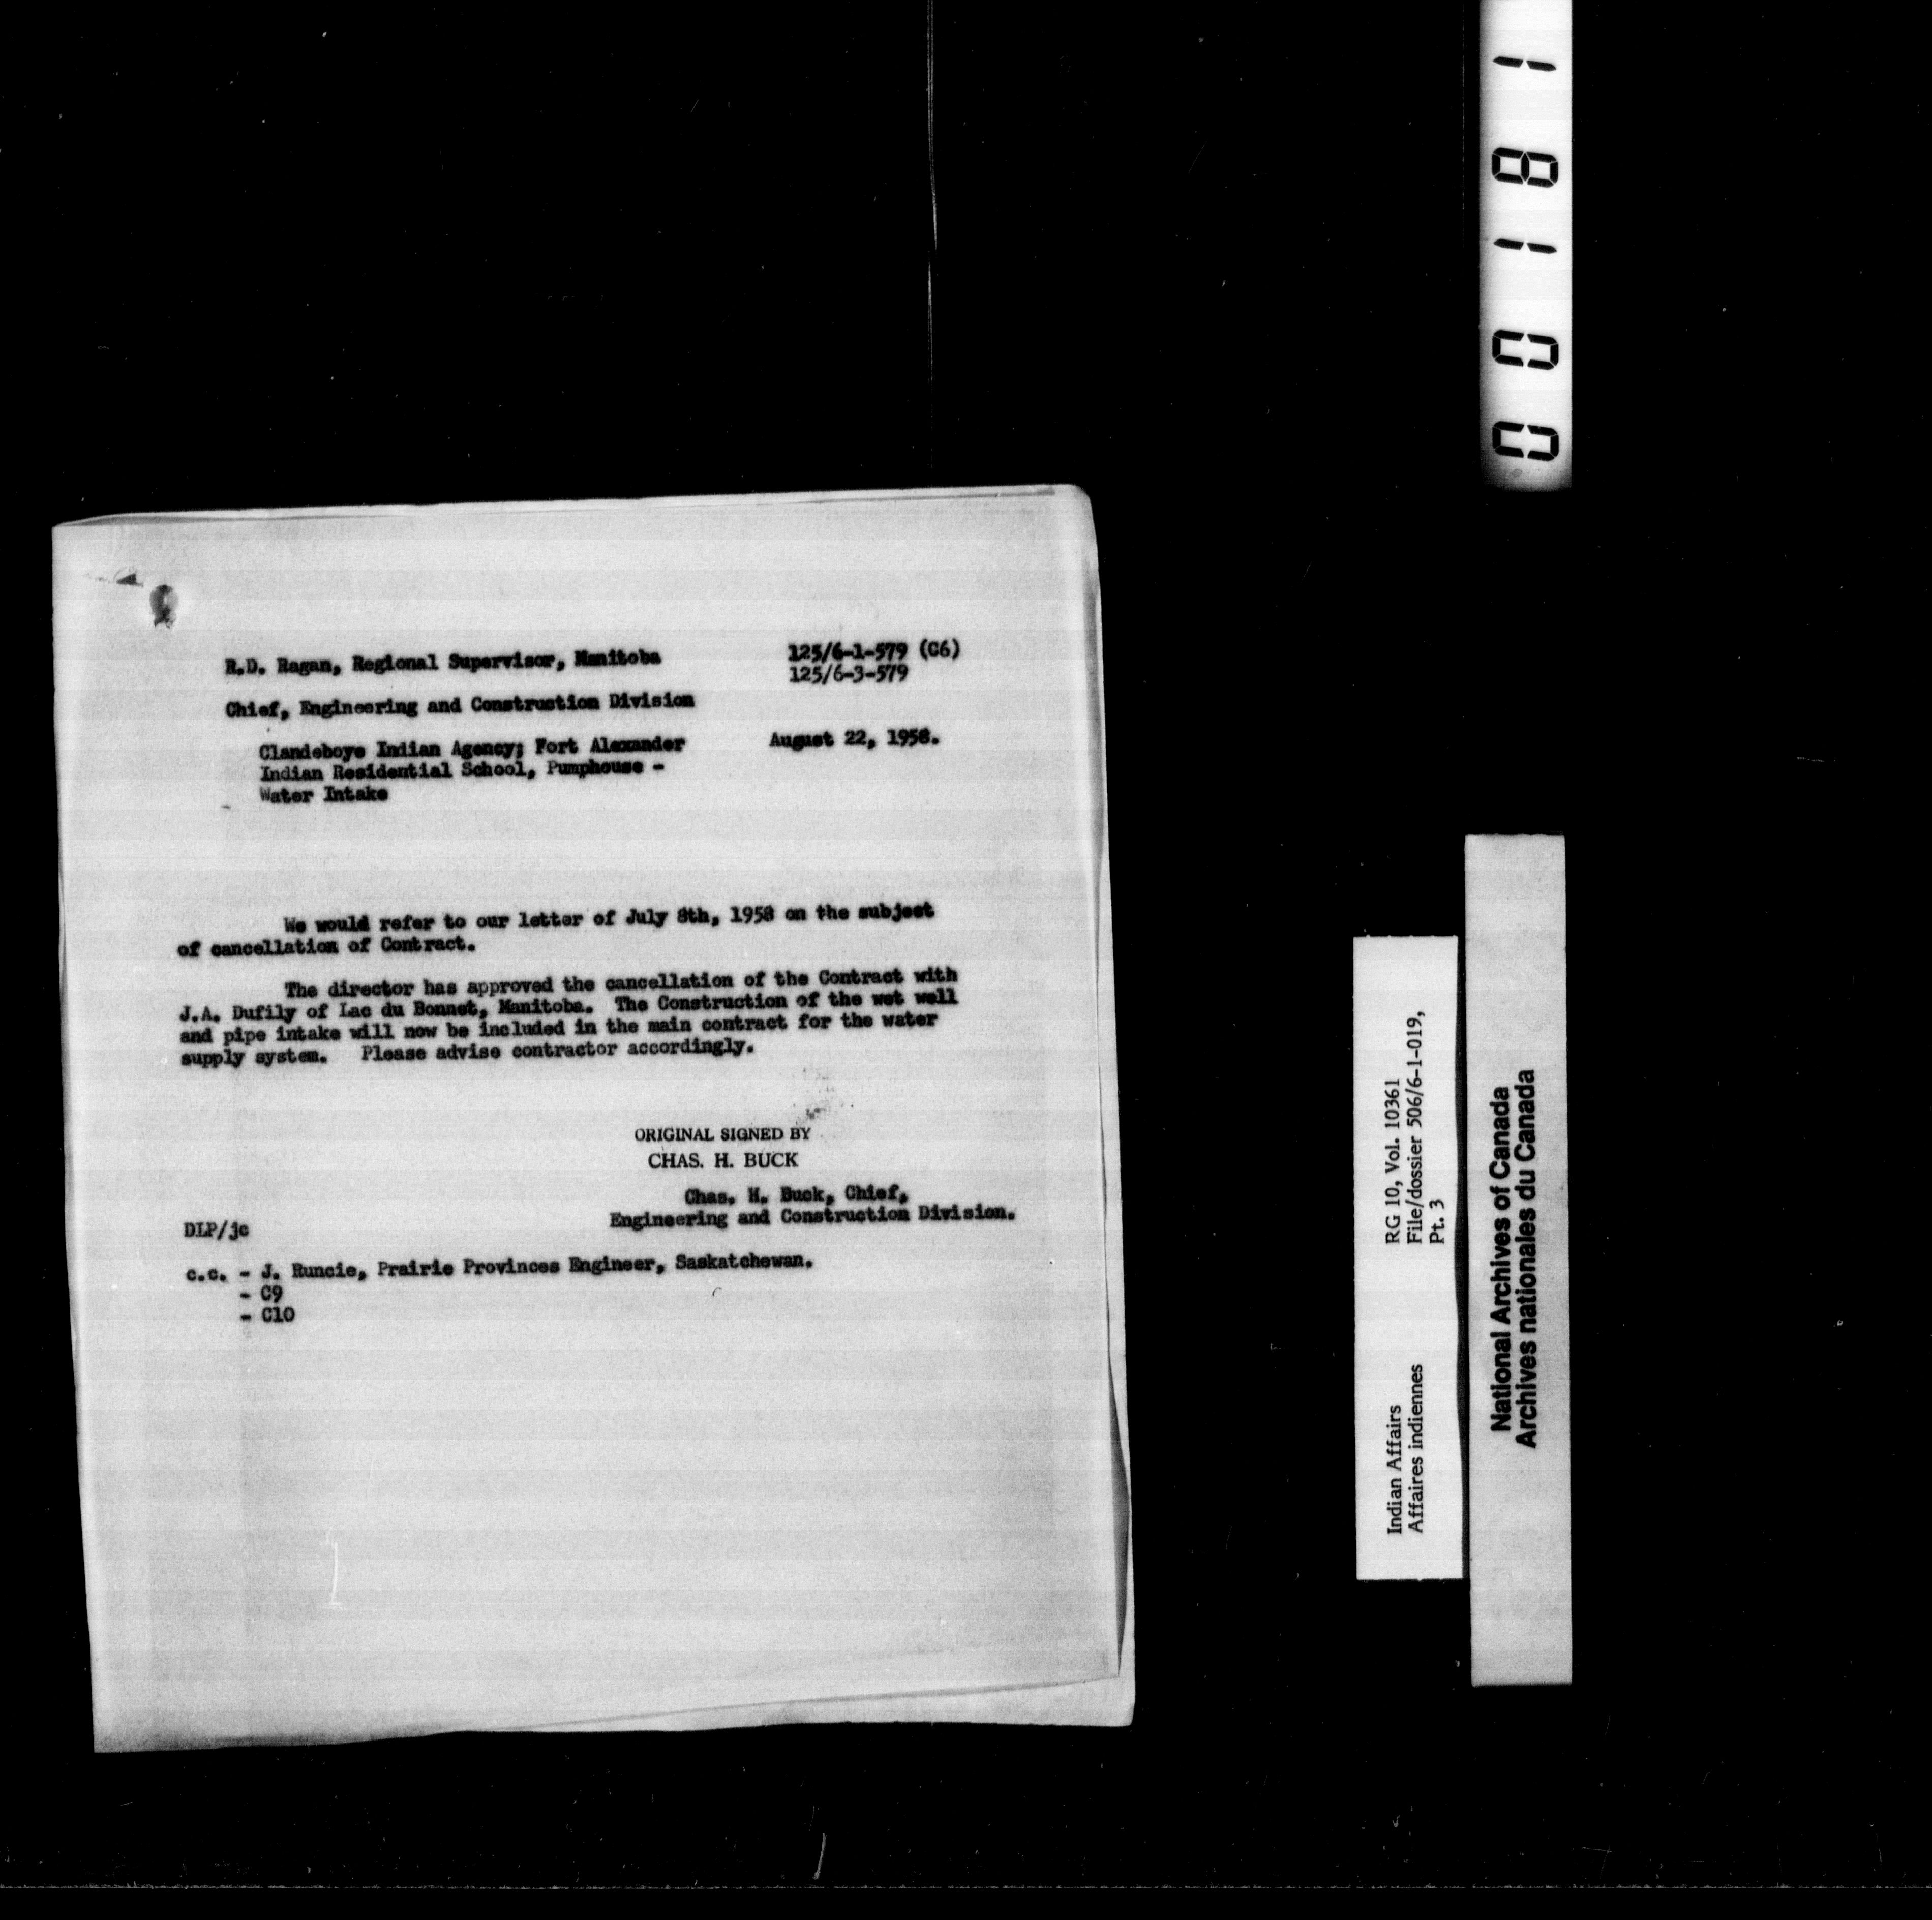 R.D. Ragan, Regional Supervisor, Manitoba
125/6-1-579 (C6)
125/6-3-579
Chief, Engineering and Construction Division
Clandeboye Indian Agency; Fort Alexander
Indian Residential School, Pumphouse -
Water Intake
August 22, 1958.
We would refer to our letter of July 8th, 1958 on the subject
of cancellation of Contract.
The director has approved the cancellation of the Contract with
J.A. Dufily of Lac du Bonnet, Manitoba. The Construction of the wet well
and pipe intake will now be included in the main contract for the water
supply system. Please advise contractor accordingly.
ORIGINAL SIGNED BY
CHAS. H. BUCK
Chas. H. Buck, Chief,
Engineering and Construction Division.
DLP/jc
c.c. - J. Runcie, Prairie Provinces Engineer, Saskatchewan.
- C9
- C10
00181
Indian Affairs
Affaires indiennes
RG 10, Vol. 10361
File/dossier 506/6-1-019,
Pt. 3
National Archives of Canada
Archives nationales du Canada